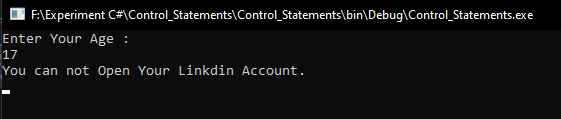 F:\Experiment C#\Control_Statements\Control_Statements\bin\Debug\Control_Statements.exe
Enter Your Age :
17
You can not Open Your Linkdin Account.